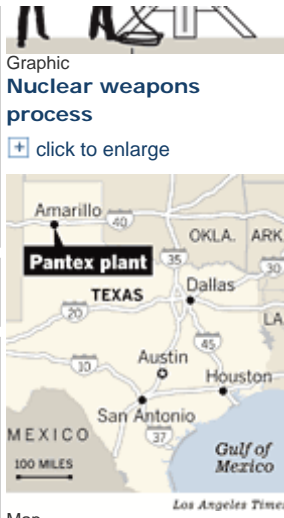 Graphic
Nuclear weapons
process
+ click to enlarge
Amarillo
40
OKLA. ARK
Pantex plant
35
30
TEXAS
Dallas
20
LA
45
10
Austin
Houston
San Antonio
MEXICO
37
Gulf of
Mexico
100 MILES
Los Angeles Times